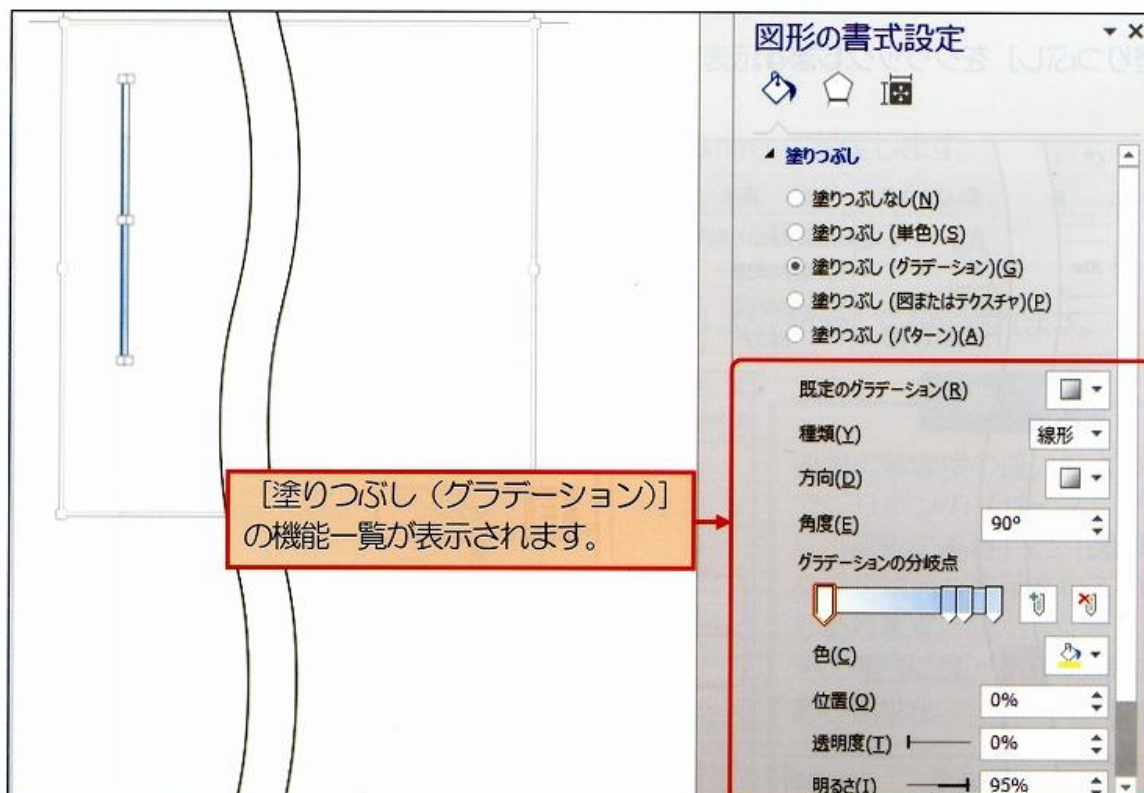 図形の書式設定
塗りつぶし
塗りつぶしなし(N)
塗りつぶし (単色)(S)
塗りつぶし (グラデーション)(G)
塗りつぶし (図またはテクスチャ)(P)
塗りつぶし (パターン)(A)
既定のグラデーション(R)
種類(Y) 線形
方向(D)
角度(E) 90°
グラデーションの分岐点
色(C)
位置(O) 0%
透明度(T) 0%
明るさ(I) 95%
[塗りつぶし（グラデーション）]
の機能一覧が表示されます。